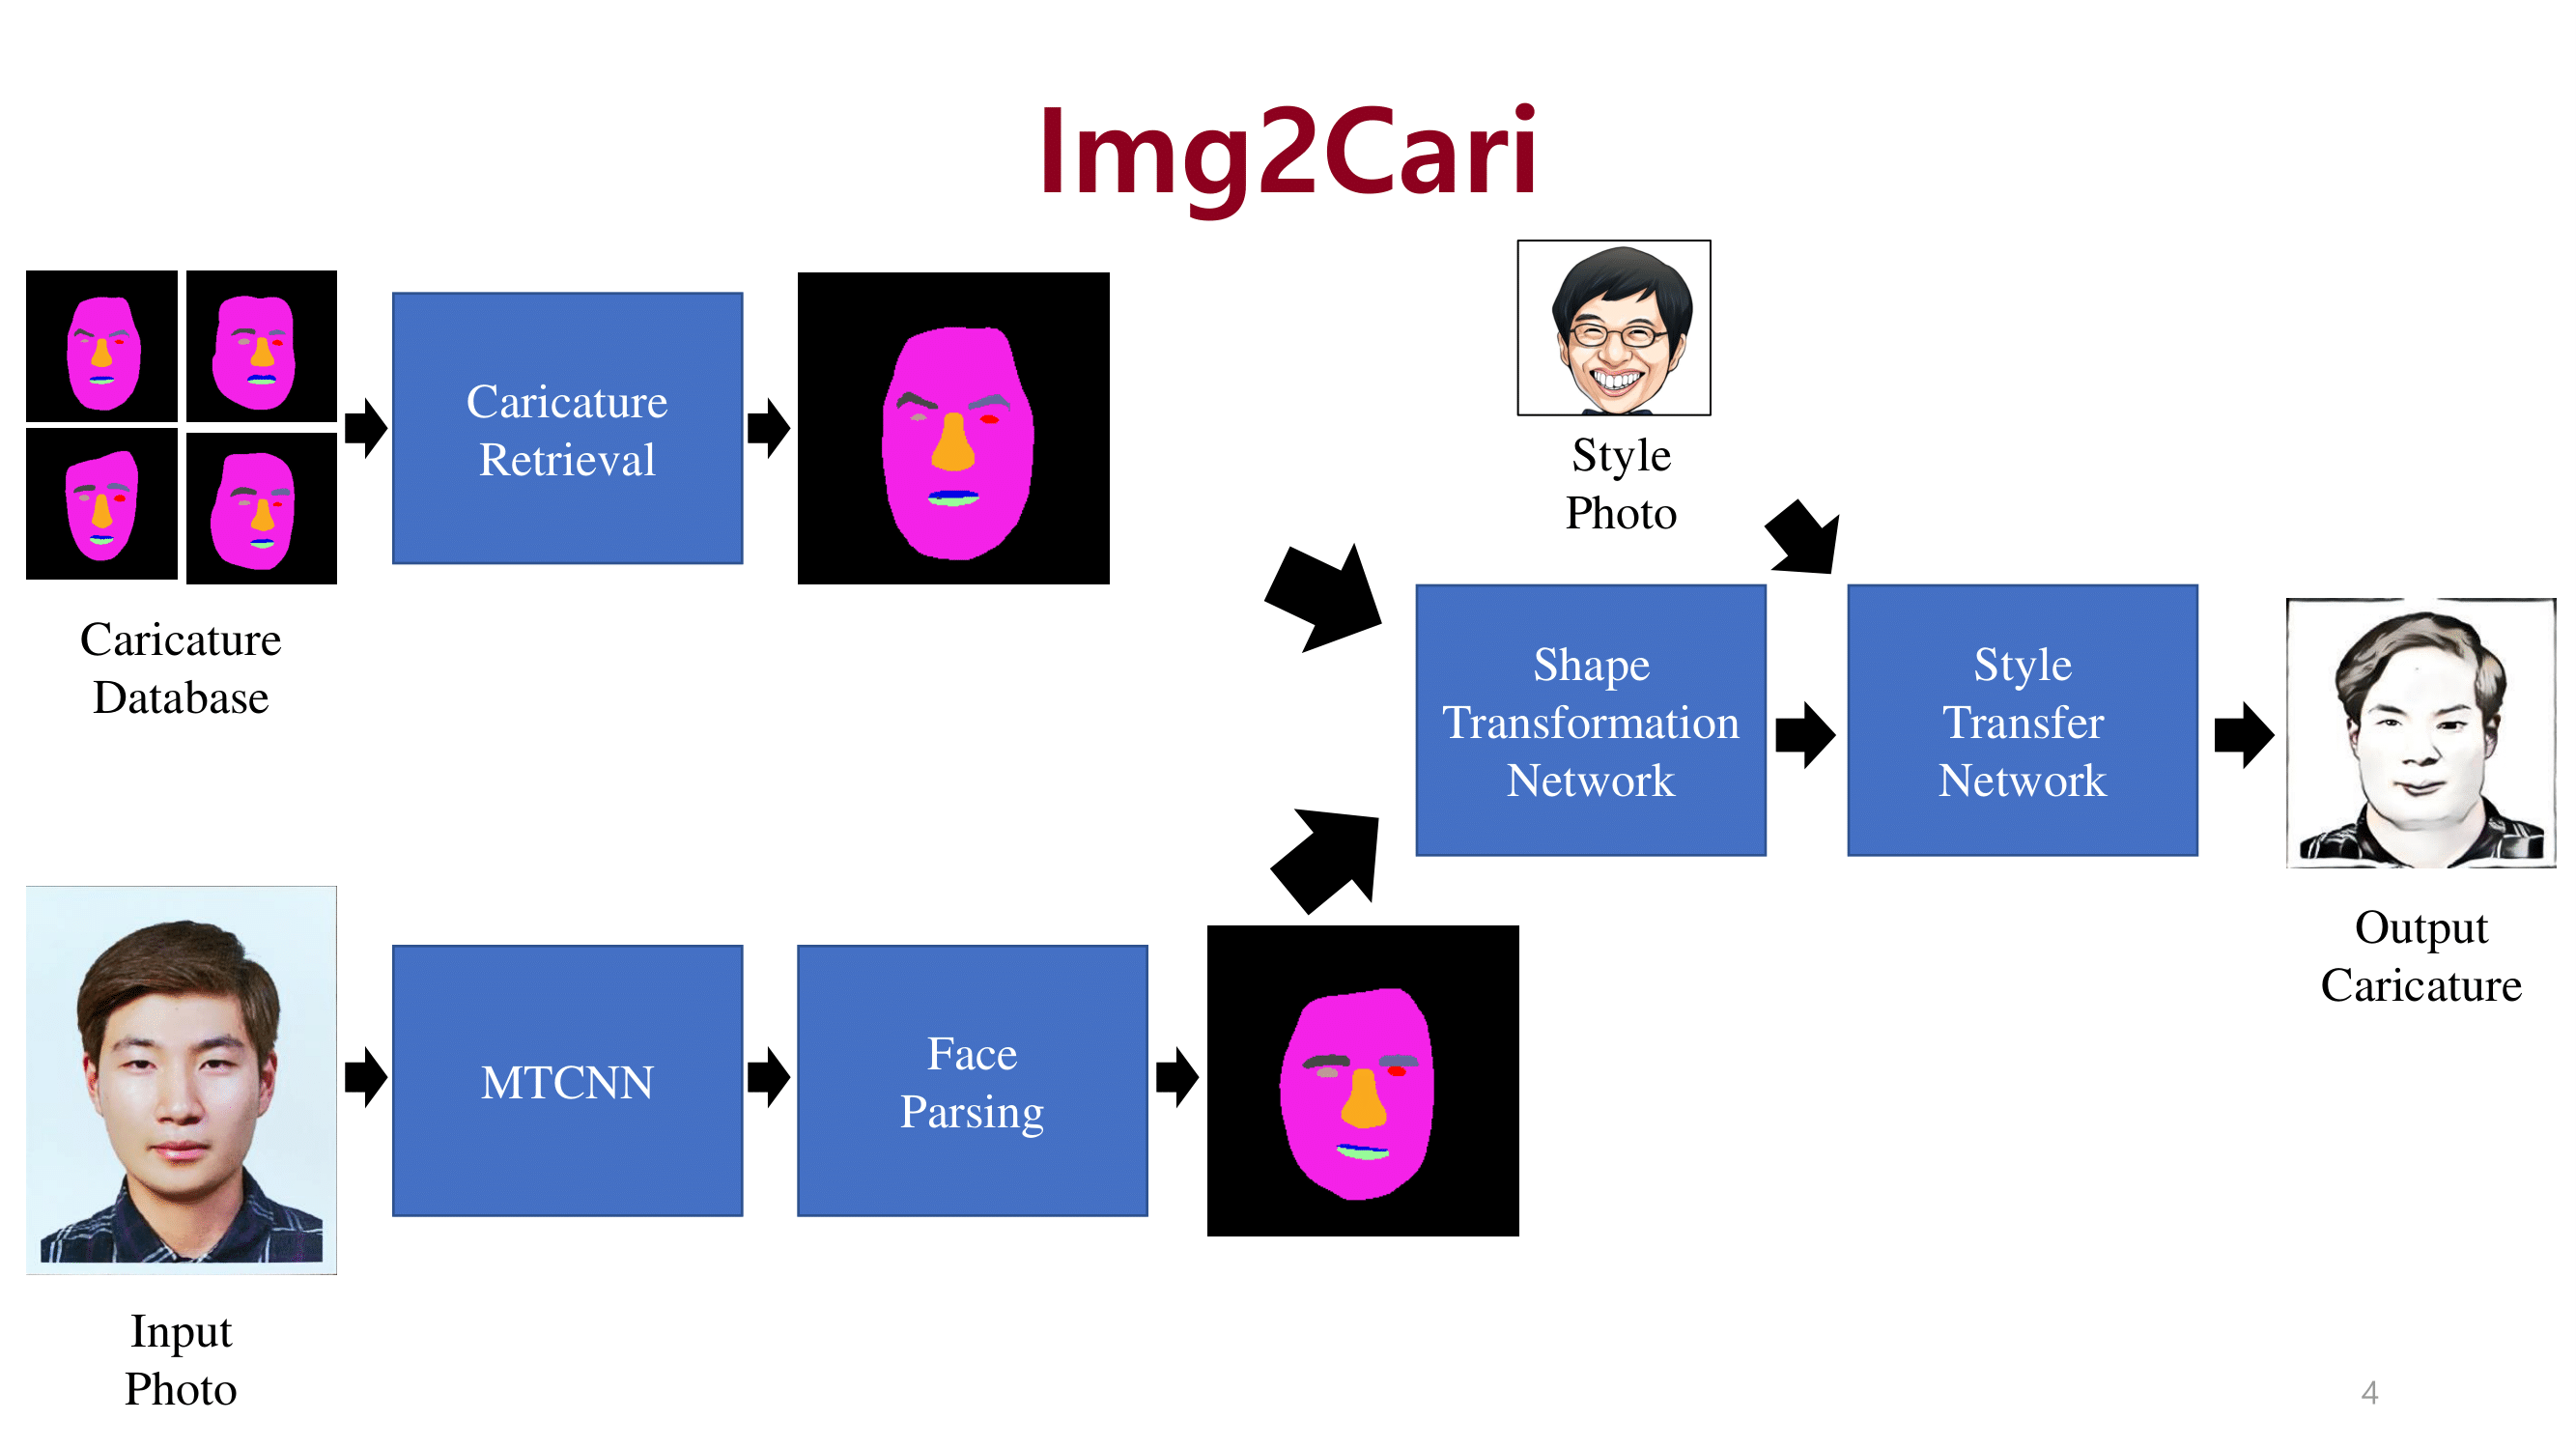 Img2Cari
Caricature
Retrieval
Style
Photo
Caricature
Database
Shape
Transformation
Network
Style
Transfer
Network
Output
Caricature
MTCNN
Face
Parsing
Input
Photo
4